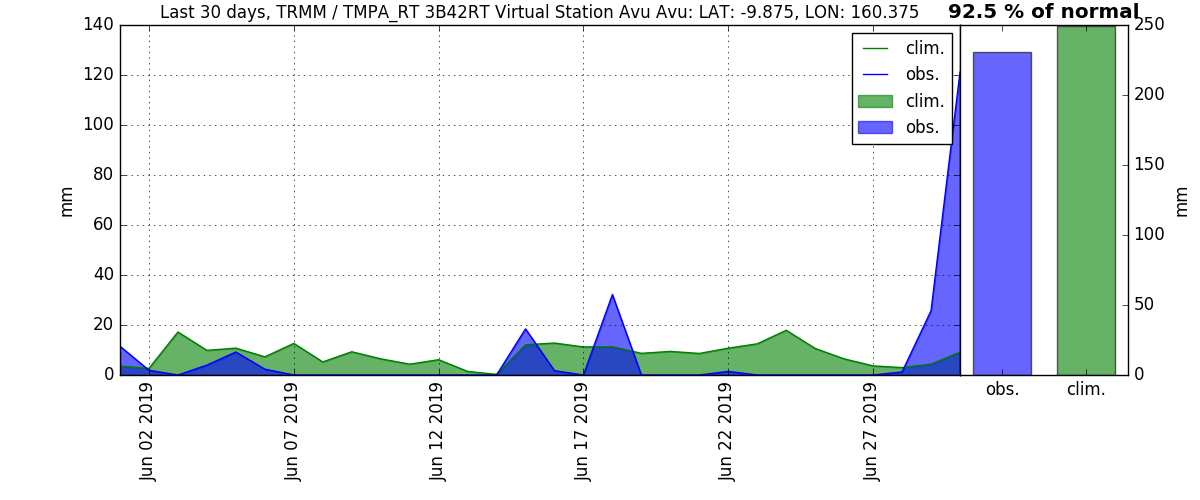 Last 30 days, TRMM / TMPA_RT 3B42RT Virtual Station Avu Avu: LAT: -9.875, LON: 160.375
92.5 % of normal
140
120
100
80
60
40
20
0
mm
clim.
obs.
clim.
obs.
Jun 02 2019
Jun 07 2019
Jun 12 2019
Jun 17 2019
Jun 22 2019
Jun 27 2019
250
200
150
100
50
0
mm
obs.
clim.